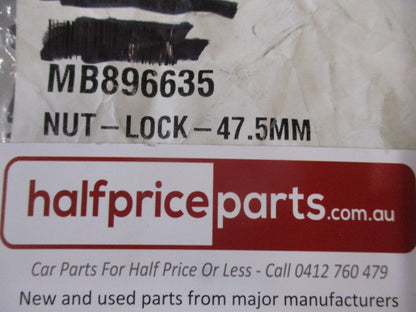 MB896635
NUT-LOCK-47.5MM
halfpriceparts.com.au
Car Parts For Half Price Or Less - Call 0412 760 479
New and used parts from major manufacturers